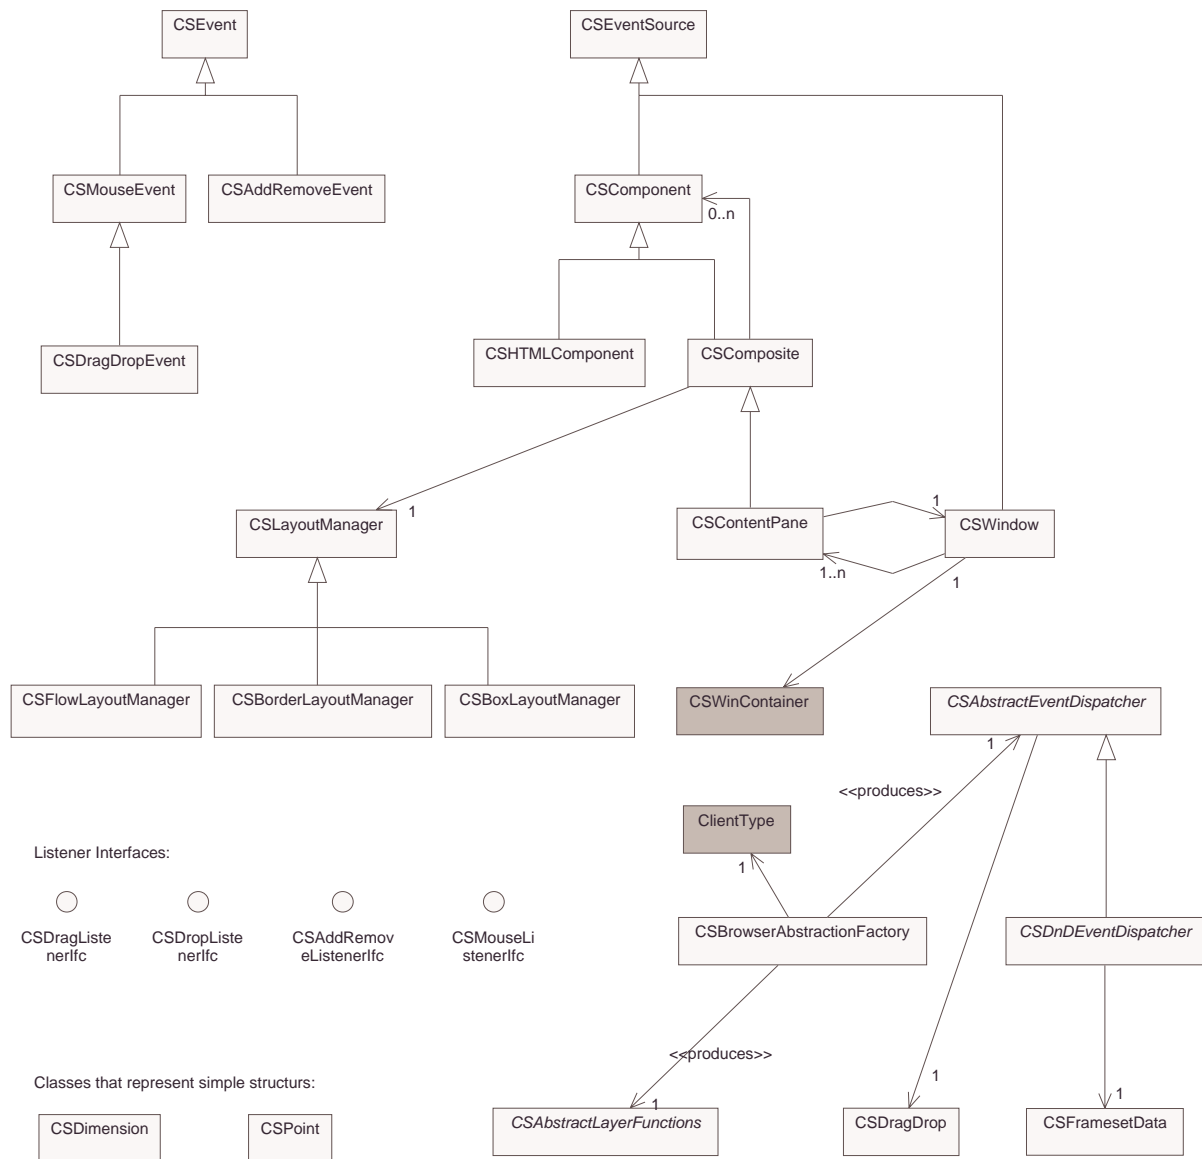 CSEvent
CSEventSource
CSMouseEvent
CSAddRemoveEvent
CSComponent
0..n
CSDragDropEvent
CSHTMLComponent
CSComposite
1
CSLayoutManager
CSContentPane
1
CSWindow
1..n
1
CSFlowLayoutManager
CSBorderLayoutManager
CSBoxLayoutManager
CSWinContainer
CSAbstractEventDispatcher
1
<<produces>>
ClientType
1
Listener Interfaces:
CSDragListe
nerIfc
CSDropListe
nerIfc
CSAddRemov
eListenerIfc
CSMouseLi
stenerIfc
CSBrowserAbstractionFactory
CSDnDEventDispatcher
<<produces>>
Classes that represent simple structurs:
1
1
1
CSDimension
CSPoint
CSAbstractLayerFunctions
CSDragDrop
CSFramesetData